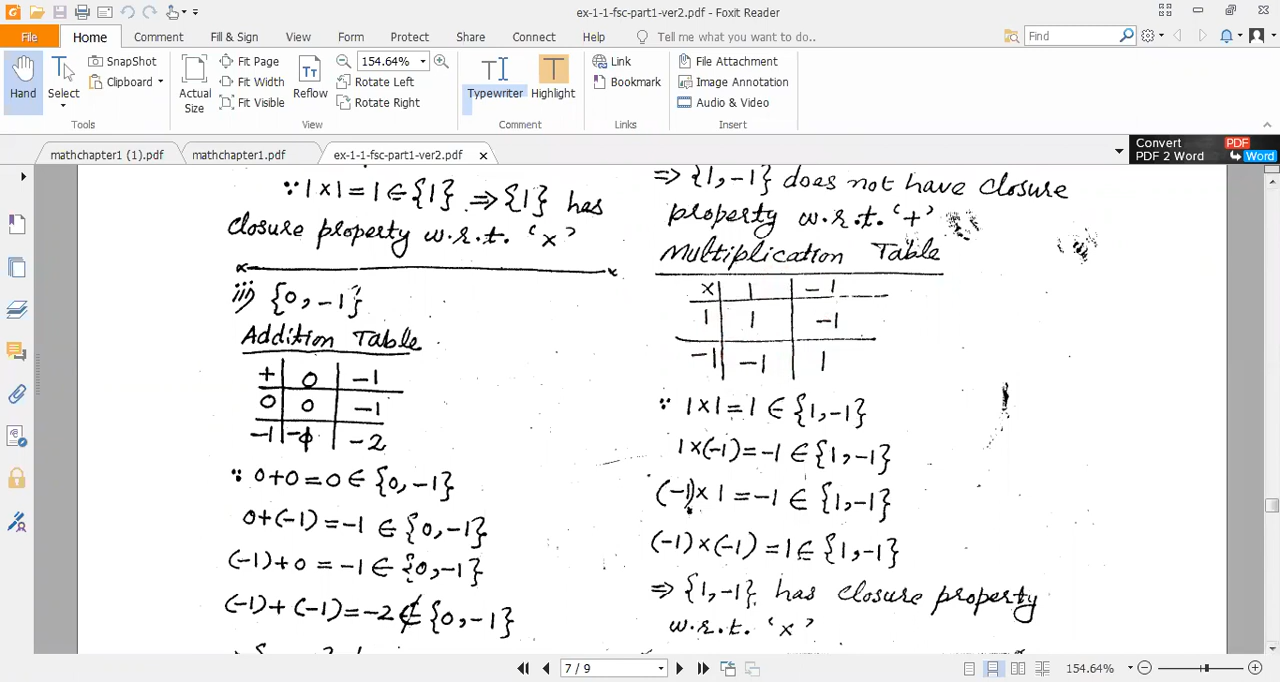 ex-1-1-fsc-part1-ver2.pdf - Foxit Reader
File Home Comment Fill & Sign View Form Protect Share Connect Help Tell me what you want to do.. Find
Hand
Select
SnapShot
Clipboard
Actual Size
Fit Page
Fit Width
Fit Visible
Reflow
154.64%
Rotate Left
Rotate Right
Typewriter
Highlight
Link
Bookmark
File Attachment
Image Annotation
Audio & Video
Tools View Comment Links Insert
mathchapter1 (1).pdf mathchapter1.pdf ex-1-1-fsc-part1-ver2.pdf
Convert PDF
PDF 2 Word Word
∵ 1×1=1∈{1} ⇒{1} has
closure property w.r.t. ‘×’
iii) {0,-1}
Addition Table
+ 0 -1
0 0 -1
-1 -1 -2
∵ 0+0=0∈{0,-1}
0+(-1)=-1∈{0,-1}
(-1)+0=-1∈{0,-1}
(-1)+(-1)=-2∉{0,-1}
⇒{1,-1} does not have closure
property w.r.t. ‘+’
Multiplication Table
× 1 -1
1 1 -1
-1 -1 1
∵ 1×1=1∈{1,-1}
1×(-1)=-1∈{1,-1}
(-1)×1=-1∈{1,-1}
(-1)×(-1)=1∈{1,-1}
⇒{1,-1} has closure property
w.r.t. ‘×’
7 / 9
154.64%